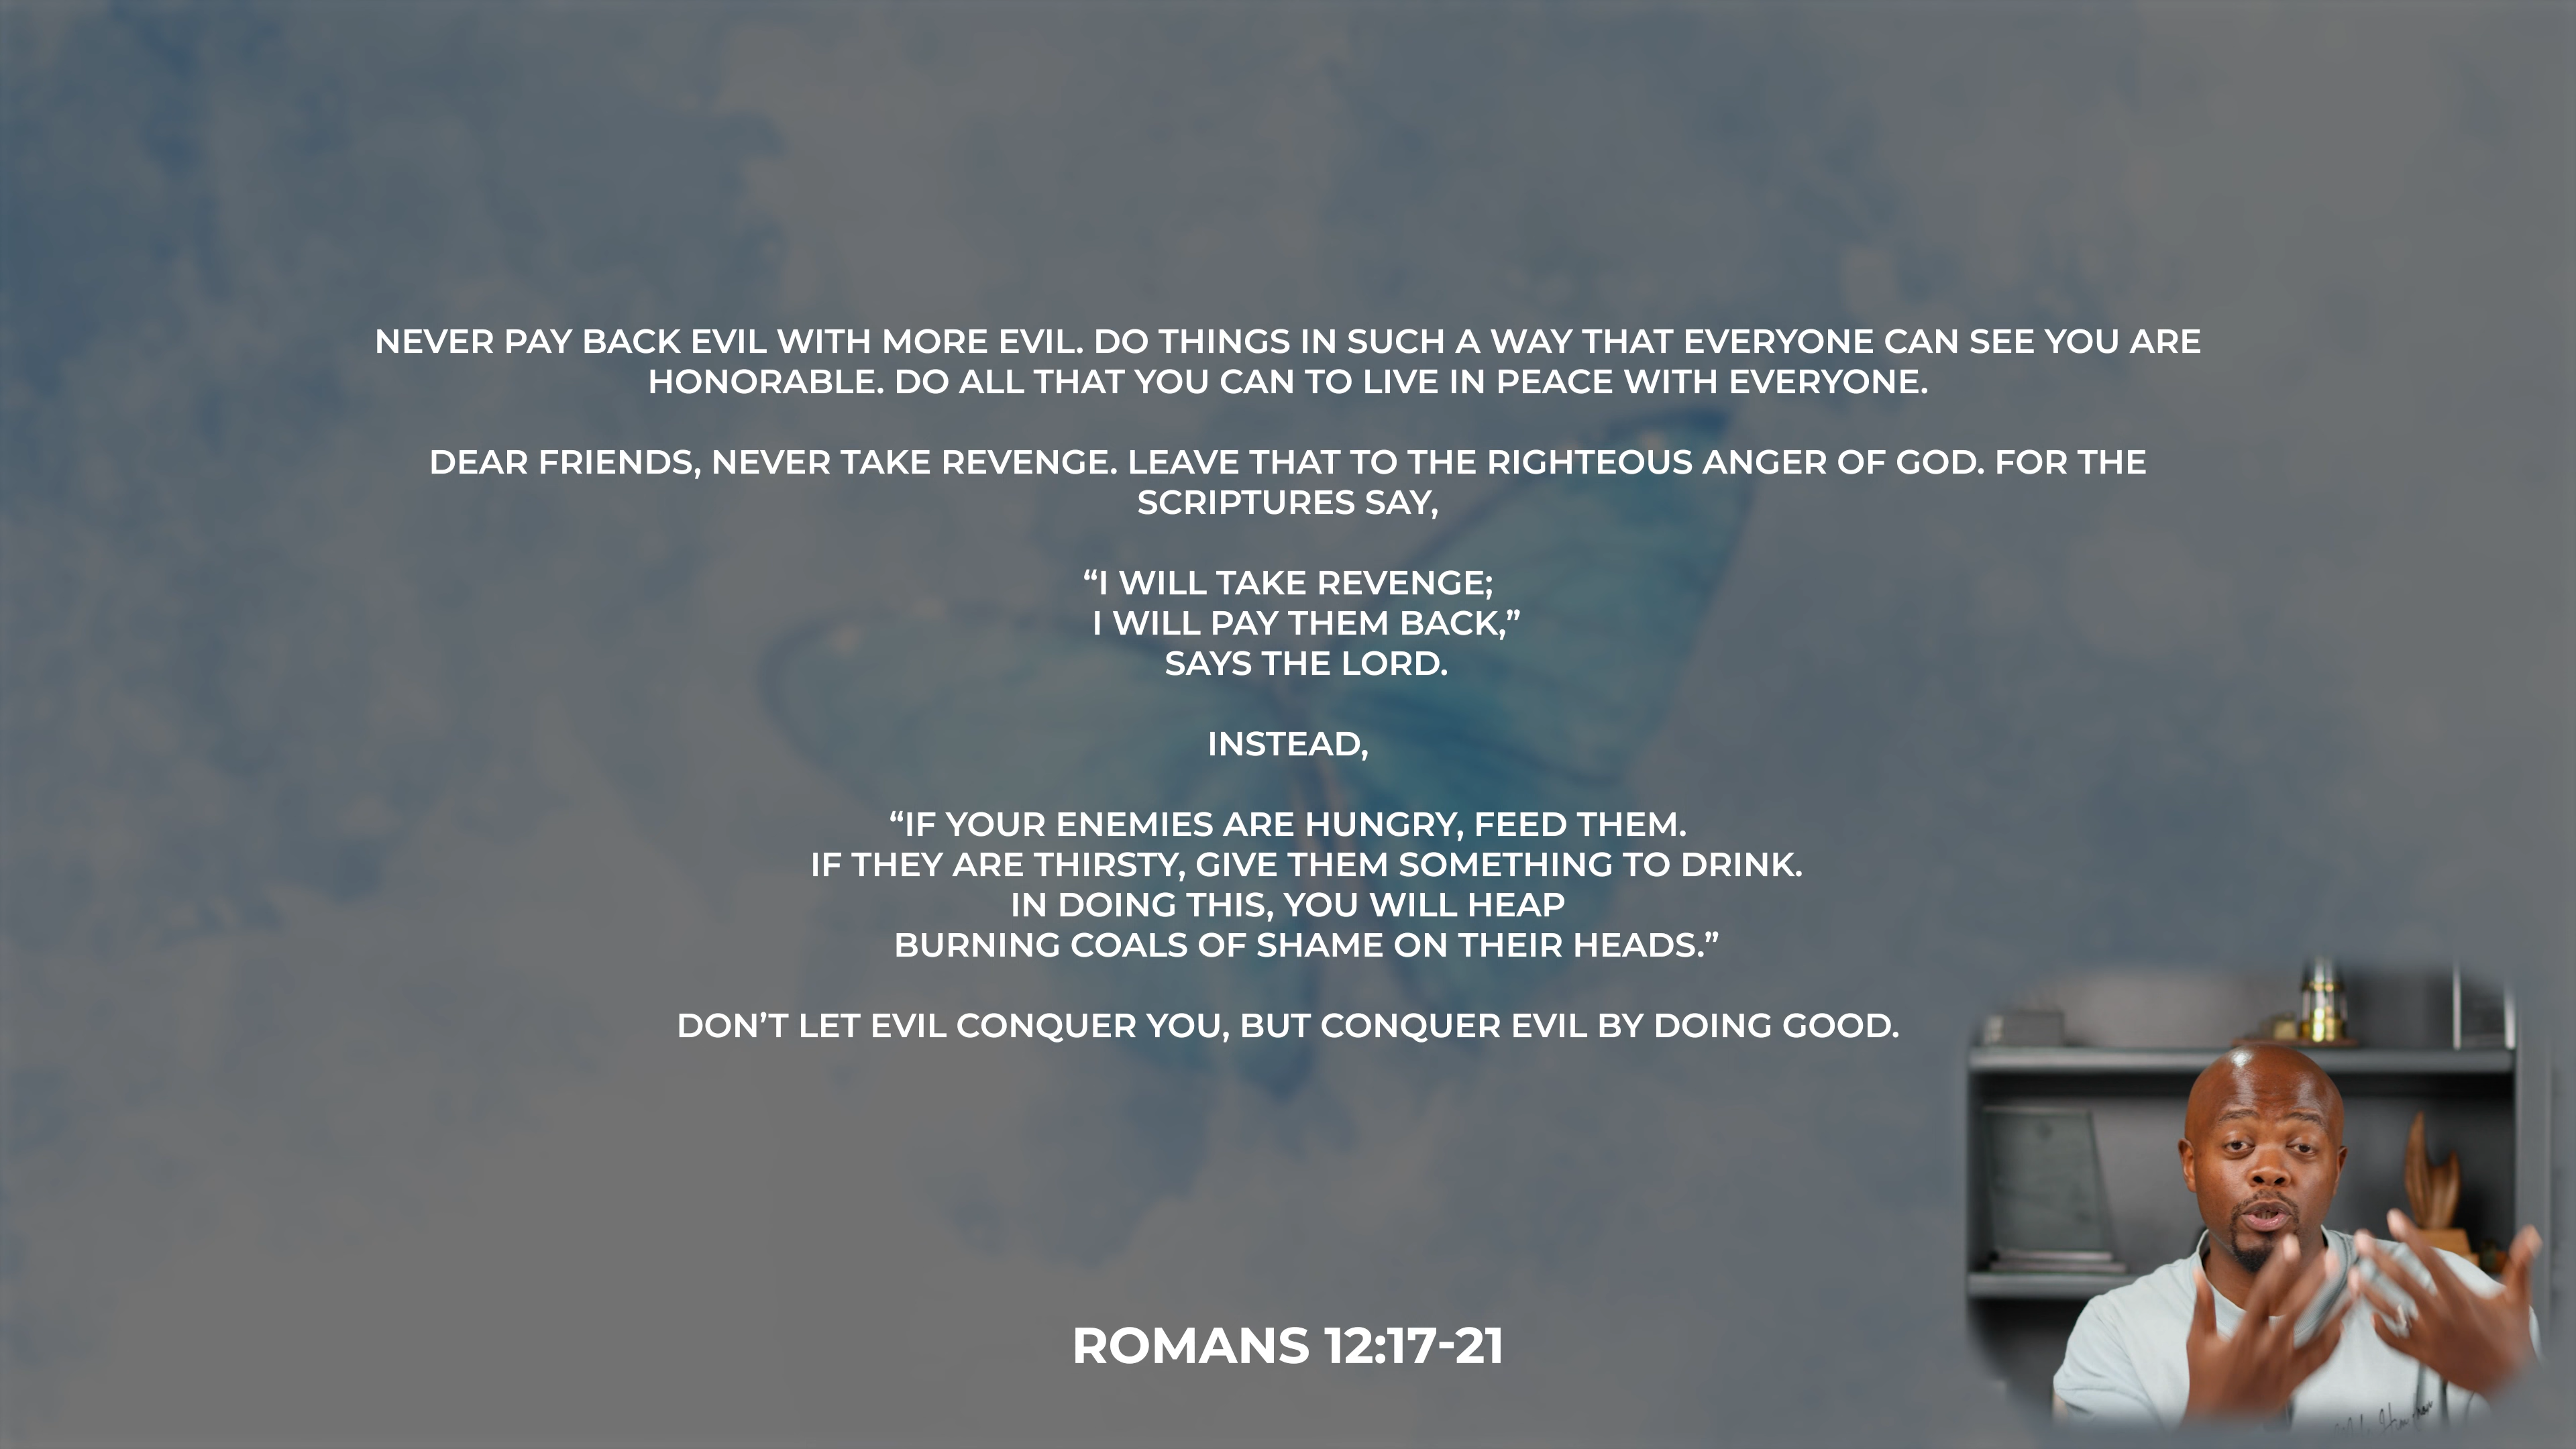 NEVER PAY BACK EVIL WITH MORE EVIL. DO THINGS IN SUCH A WAY THAT EVERYONE CAN SEE YOU ARE
HONORABLE. DO ALL THAT YOU CAN TO LIVE IN PEACE WITH EVERYONE.
DEAR FRIENDS, NEVER TAKE REVENGE. LEAVE THAT TO THE RIGHTEOUS ANGER OF GOD. FOR THE
SCRIPTURES SAY,
“I WILL TAKE REVENGE;
I WILL PAY THEM BACK,”
SAYS THE LORD.
INSTEAD,
“IF YOUR ENEMIES ARE HUNGRY, FEED THEM.
IF THEY ARE THIRSTY, GIVE THEM SOMETHING TO DRINK.
IN DOING THIS, YOU WILL HEAP
BURNING COALS OF SHAME ON THEIR HEADS.”
DON’T LET EVIL CONQUER YOU, BUT CONQUER EVIL BY DOING GOOD.
ROMANS 12:17-21